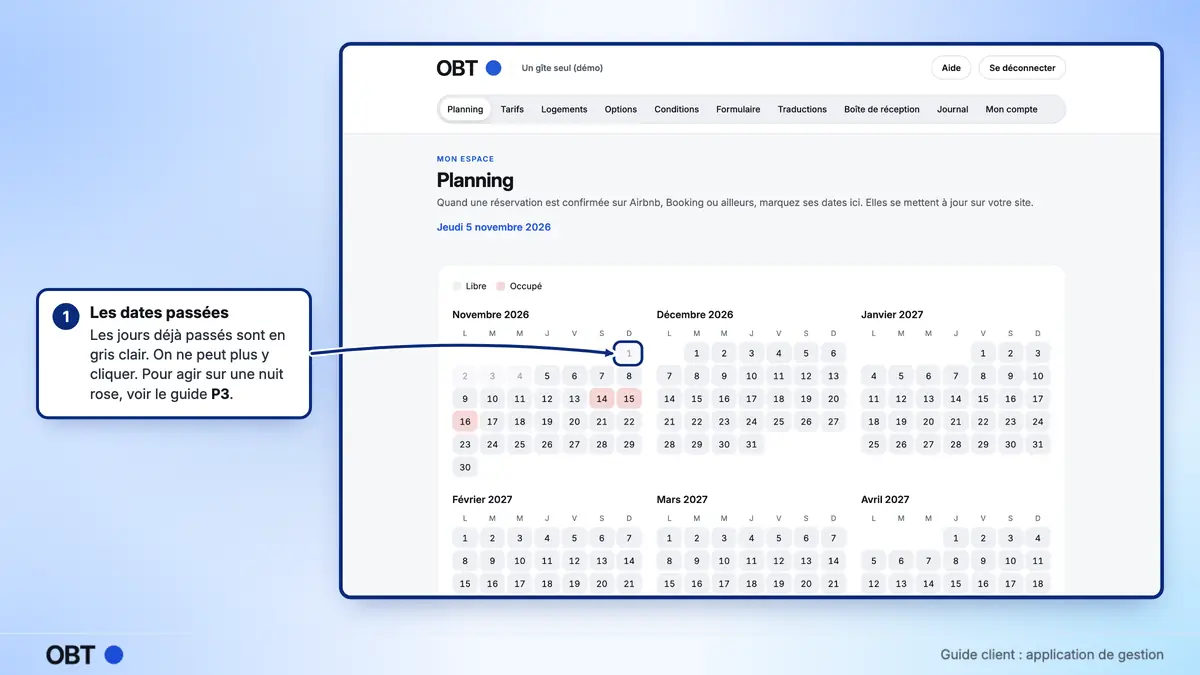 OBT
Un gîte seul (démo)
Aide
Se déconnecter
Planning Tarifs Logements Options Conditions Formulaire Traductions Boîte de réception Journal Mon compte
MON ESPACE
Planning
Quand une réservation est confirmée sur Airbnb, Booking ou ailleurs, marquez ses dates ici. Elles se mettent à jour sur votre site.
Jeudi 5 novembre 2026
1
Les dates passées
Les jours déjà passés sont en
gris clair. On ne peut plus y
cliquer. Pour agir sur une nuit
rose, voir le guide P3.
Libre Occupé
Novembre 2026
L M M J V S D
1
2 3 4 5 6 7 8
9 10 11 12 13 14 15
16 17 18 19 20 21 22
23 24 25 26 27 28 29
30
Décembre 2026
L M M J V S D
1 2 3 4 5 6
7 8 9 10 11 12 13
14 15 16 17 18 19 20
21 22 23 24 25 26 27
28 29 30 31
Janvier 2027
L M M J V S D
1 2 3
4 5 6 7 8 9 10
11 12 13 14 15 16 17
18 19 20 21 22 23 24
25 26 27 28 29 30 31
Février 2027
L M M J V S D
1 2 3 4 5 6 7
8 9 10 11 12 13 14
15 16 17 18 19 20 21
Mars 2027
L M M J V S D
1 2 3 4 5 6 7
8 9 10 11 12 13 14
15 16 17 18 19 20 21
Avril 2027
L M M J V S D
1 2 3 4
5 6 7 8 9 10 11
12 13 14 15 16 17 18
OBT
Guide client : application de gestion